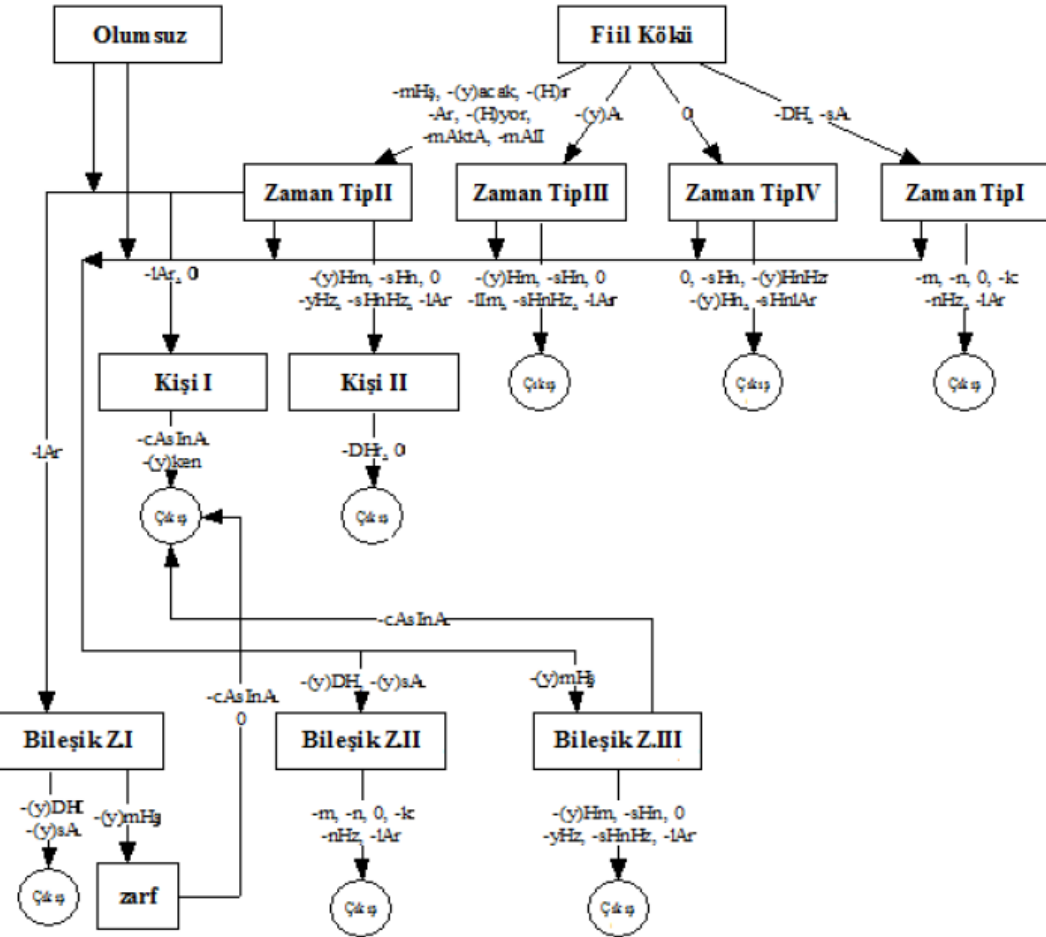 Olumsuz
Fiil Kökü
-mHş, -(y)acak, -(H)r
-Ar, -(H)yor,
-mAktA, -mAlI
-(y)A
0
-DH, -sA
Zaman TipII
Zaman TipIII
Zaman TipIV
Zaman TipI
-lAr, 0
-(y)Hm, -sHn, 0
-yHz, -sHnHz, -lAr
-(y)Hm, -sHn, 0
-lIm, -sHnHz, -lAr
0, -sHn, -(y)HnHz
-(y)Hn, -sHnlAr
-m, -n, 0, -k
-nHz, -lAr
Kişi I
Kişi II
Çıkış
Çıkış
Çıkış
-lAr
-cAsInA
-(y)ken
-DHr, 0
Çıkış
Çıkış
-cAsInA
-cAsInA
0
-(y)DH, -(y)sA
-(y)mHş
Bileşik Z.I
Bileşik Z.II
Bileşik Z.III
-(y)DH
-(y)sA
-(y)mHş
-m, -n, 0, -k
-nHz, -lAr
-(y)Hm, -sHn, 0
-yHz, -sHnHz, -lAr
Çıkış
zarf
Çıkış
Çıkış